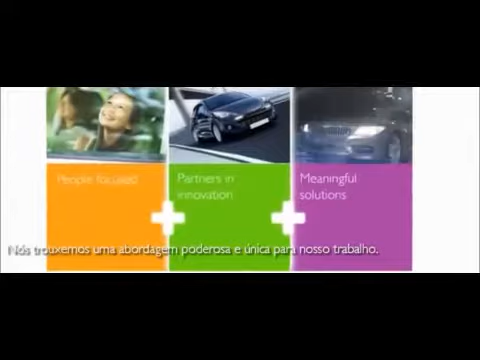 People focused
Partners in
innovation
Meaningful
solutions
Nós trouxemos uma abordagem poderosa e única para nosso trabalho.